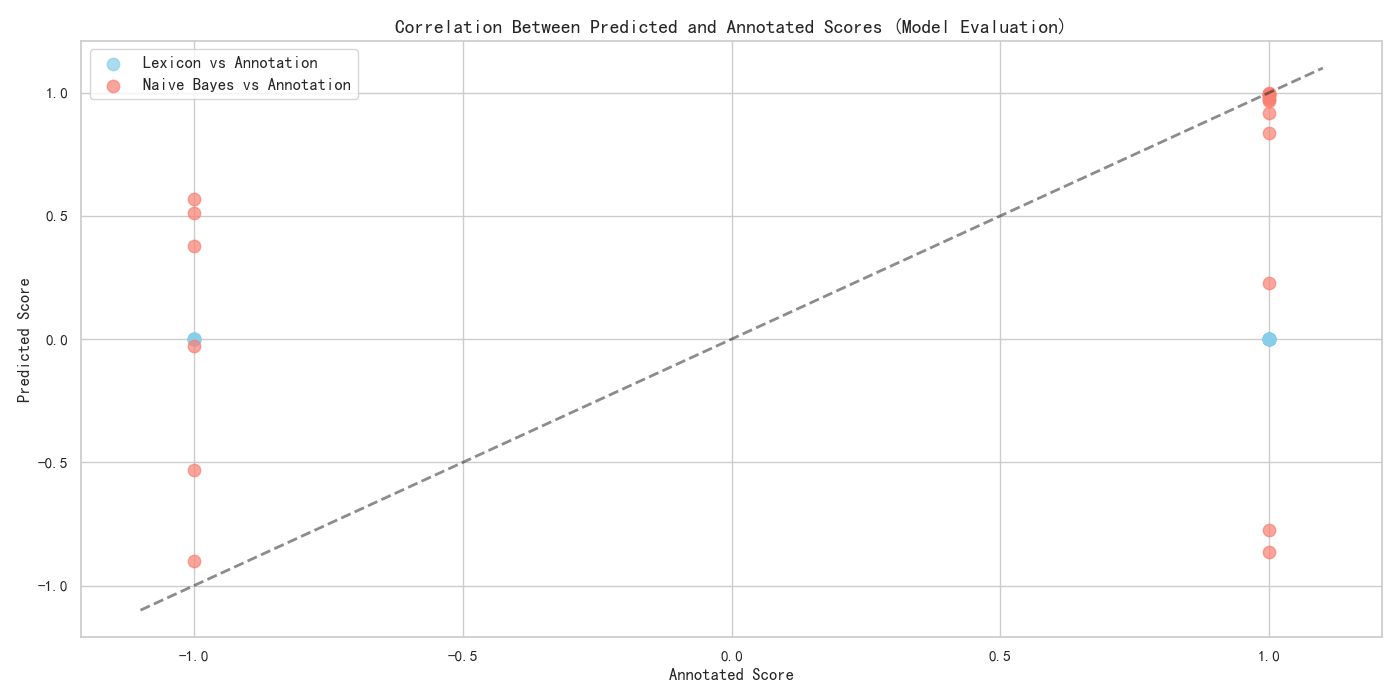 Correlation Between Predicted and Annotated Scores (Model Evaluation)
Lexicon vs Annotation
Naive Bayes vs Annotation
1.0
0.5
0.0
-0.5
-1.0
Predicted Score
-1.0 -0.5 0.0 0.5 1.0
Annotated Score